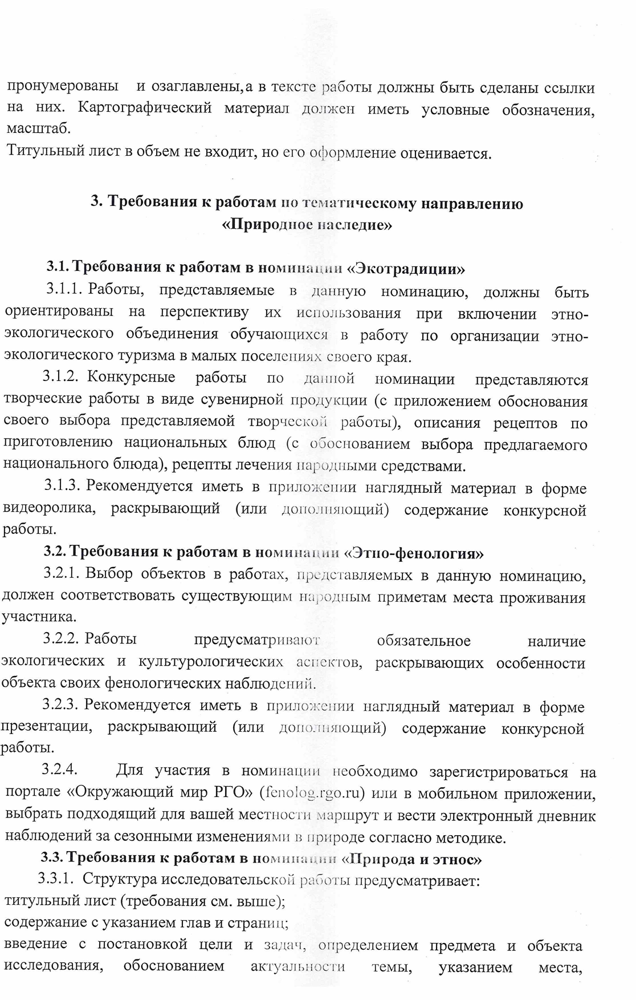 пронумерованы и озаглавлены, а в тексте работы должны быть сделаны ссылки
на них. Картографический материал должен иметь условные обозначения,
масштаб.
Титульный лист в объем не входит, но его оформление оценивается.
3. Требования к работам по тематическому направлению
«Природное наследие»
3.1. Требования к работам в номинации «Экотрадиции»
3.1.1. Работы, представляемые в данную номинацию, должны быть
ориентированы на перспективу их использования при включении этно-
экологического объединения обучающихся в работу по организации этно-
экологического туризма в малых поселениях своего края.
3.1.2. Конкурсные работы по данной номинации представляются
творческие работы в виде сувенирной продукции (с приложением обоснования
своего выбора представляемой творческой работы), описания рецептов по
приготовлению национальных блюд (с обоснованием выбора предлагаемого
национального блюда), рецепты лечения народными средствами.
3.1.3. Рекомендуется иметь в приложении наглядный материал в форме
видеоролика, раскрывающий (или дополняющий) содержание конкурсной
работы.
3.2. Требования к работам в номинации «Этно-фенология»
3.2.1. Выбор объектов в работах, представляемых в данную номинацию,
должен соответствовать существующим народным приметам места проживания
участника.
3.2.2. Работы предусматривают обязательное наличие
экологических и культурологических аспектов, раскрывающих особенности
объекта своих фенологических наблюдений.
3.2.3. Рекомендуется иметь в приложении наглядный материал в форме
презентации, раскрывающий (или дополняющий) содержание конкурсной
работы.
3.2.4. Для участия в номинации необходимо зарегистрироваться на
портале «Окружающий мир РГО» (fenolog.rgo.ru) или в мобильном приложении,
выбрать подходящий для вашей местности маршрут и вести электронный дневник
наблюдений за сезонными изменениями в природе согласно методике.
3.3. Требования к работам в номинации «Природа и этнос»
3.3.1. Структура исследовательской работы предусматривает:
титульный лист (требования см. выше);
содержание с указанием глав и страниц;
введение с постановкой цели и задач, определением предмета и объекта
исследования, обоснованием актуальности темы, указанием места,